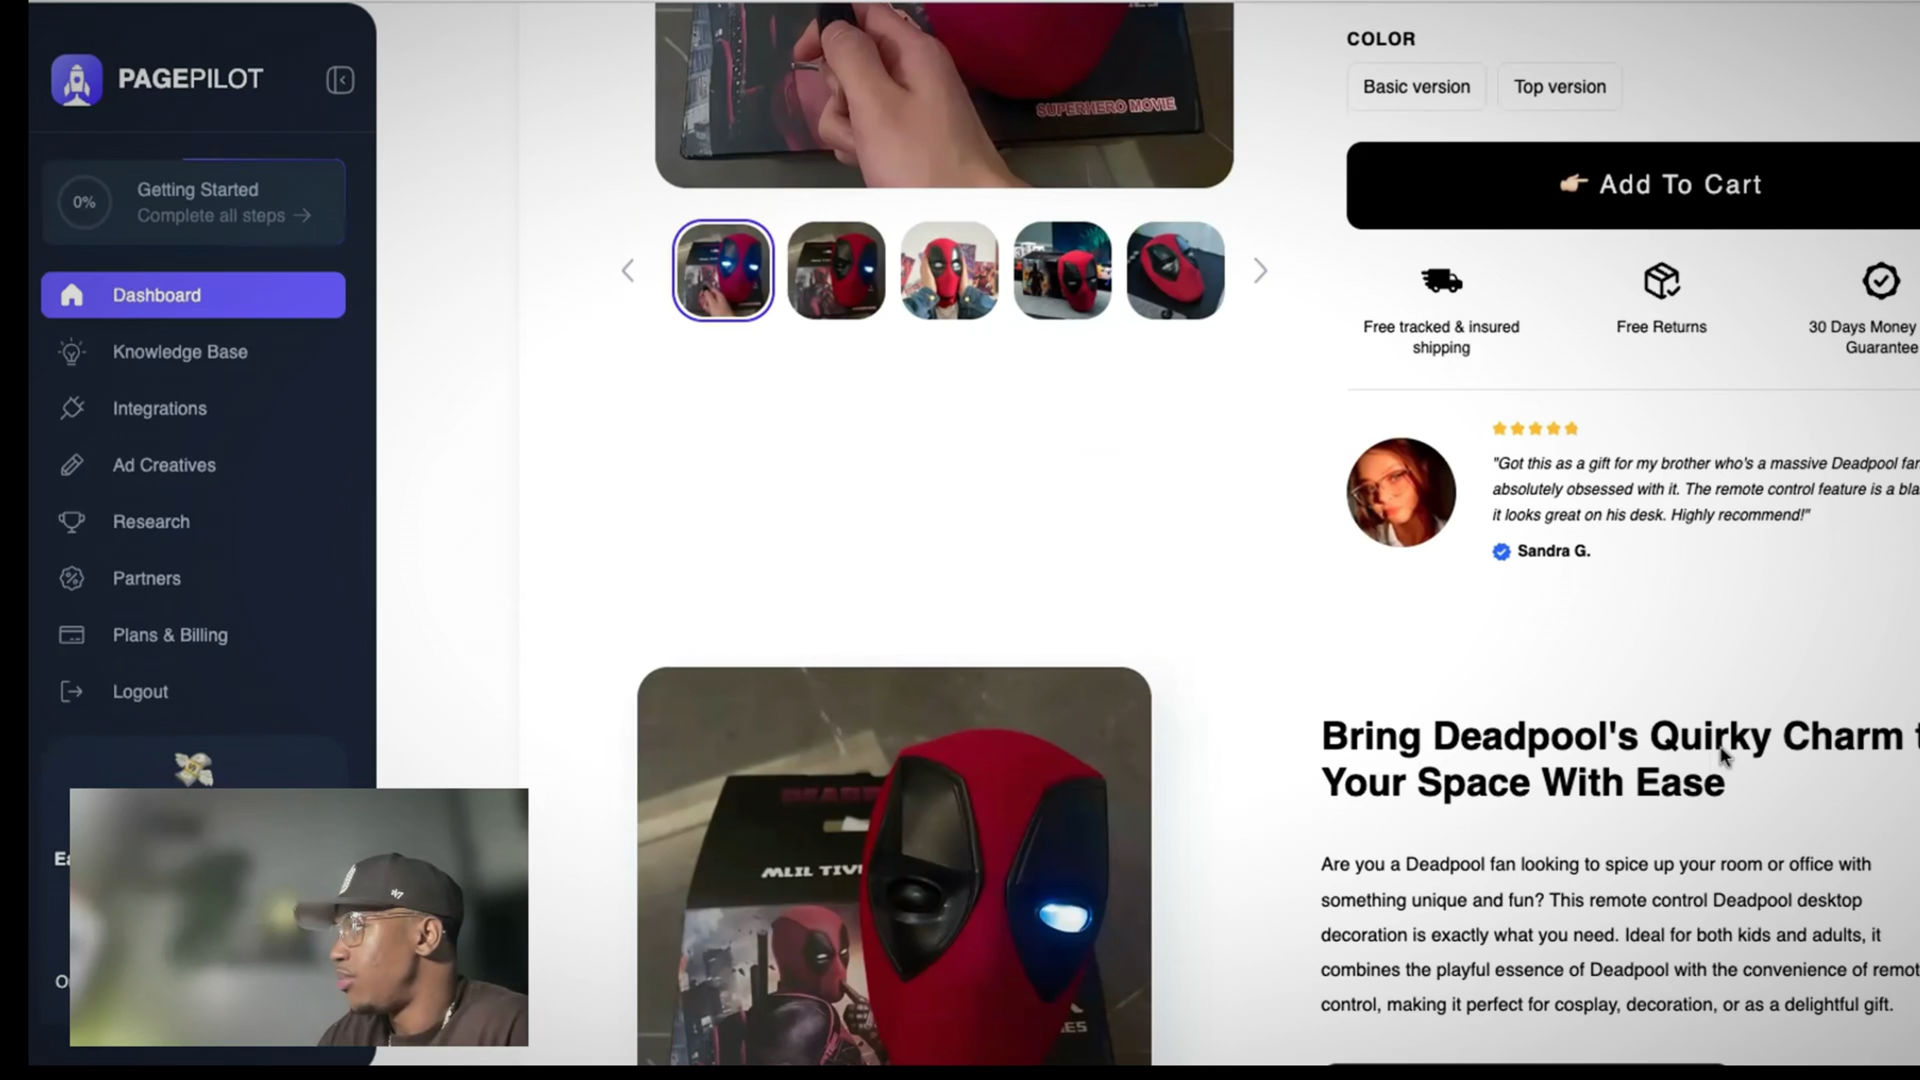 PAGEPILOT
0%
Getting Started
Complete all steps →
Dashboard
Knowledge Base
Integrations
Ad Creatives
Research
Partners
Plans & Billing
Logout
SUPERHERO MOVIE
COLOR
Basic version
Top version
Add To Cart
Free tracked & insured
shipping
Free Returns
30 Days Money
Guarantee
"Got this as a gift for my brother who's a massive Deadpool
absolutely obsessed with it. The remote control feature is a
it looks great on his desk. Highly recommend!"
Sandra G.
Bring Deadpool's Quirky Charm
Your Space With Ease
Are you a Deadpool fan looking to spice up your room or office with
something unique and fun? This remote control Deadpool desktop
decoration is exactly what you need. Ideal for both kids and adults, it
combines the playful essence of Deadpool with the convenience of
control, making it perfect for cosplay, decoration, or as a delightful gift.